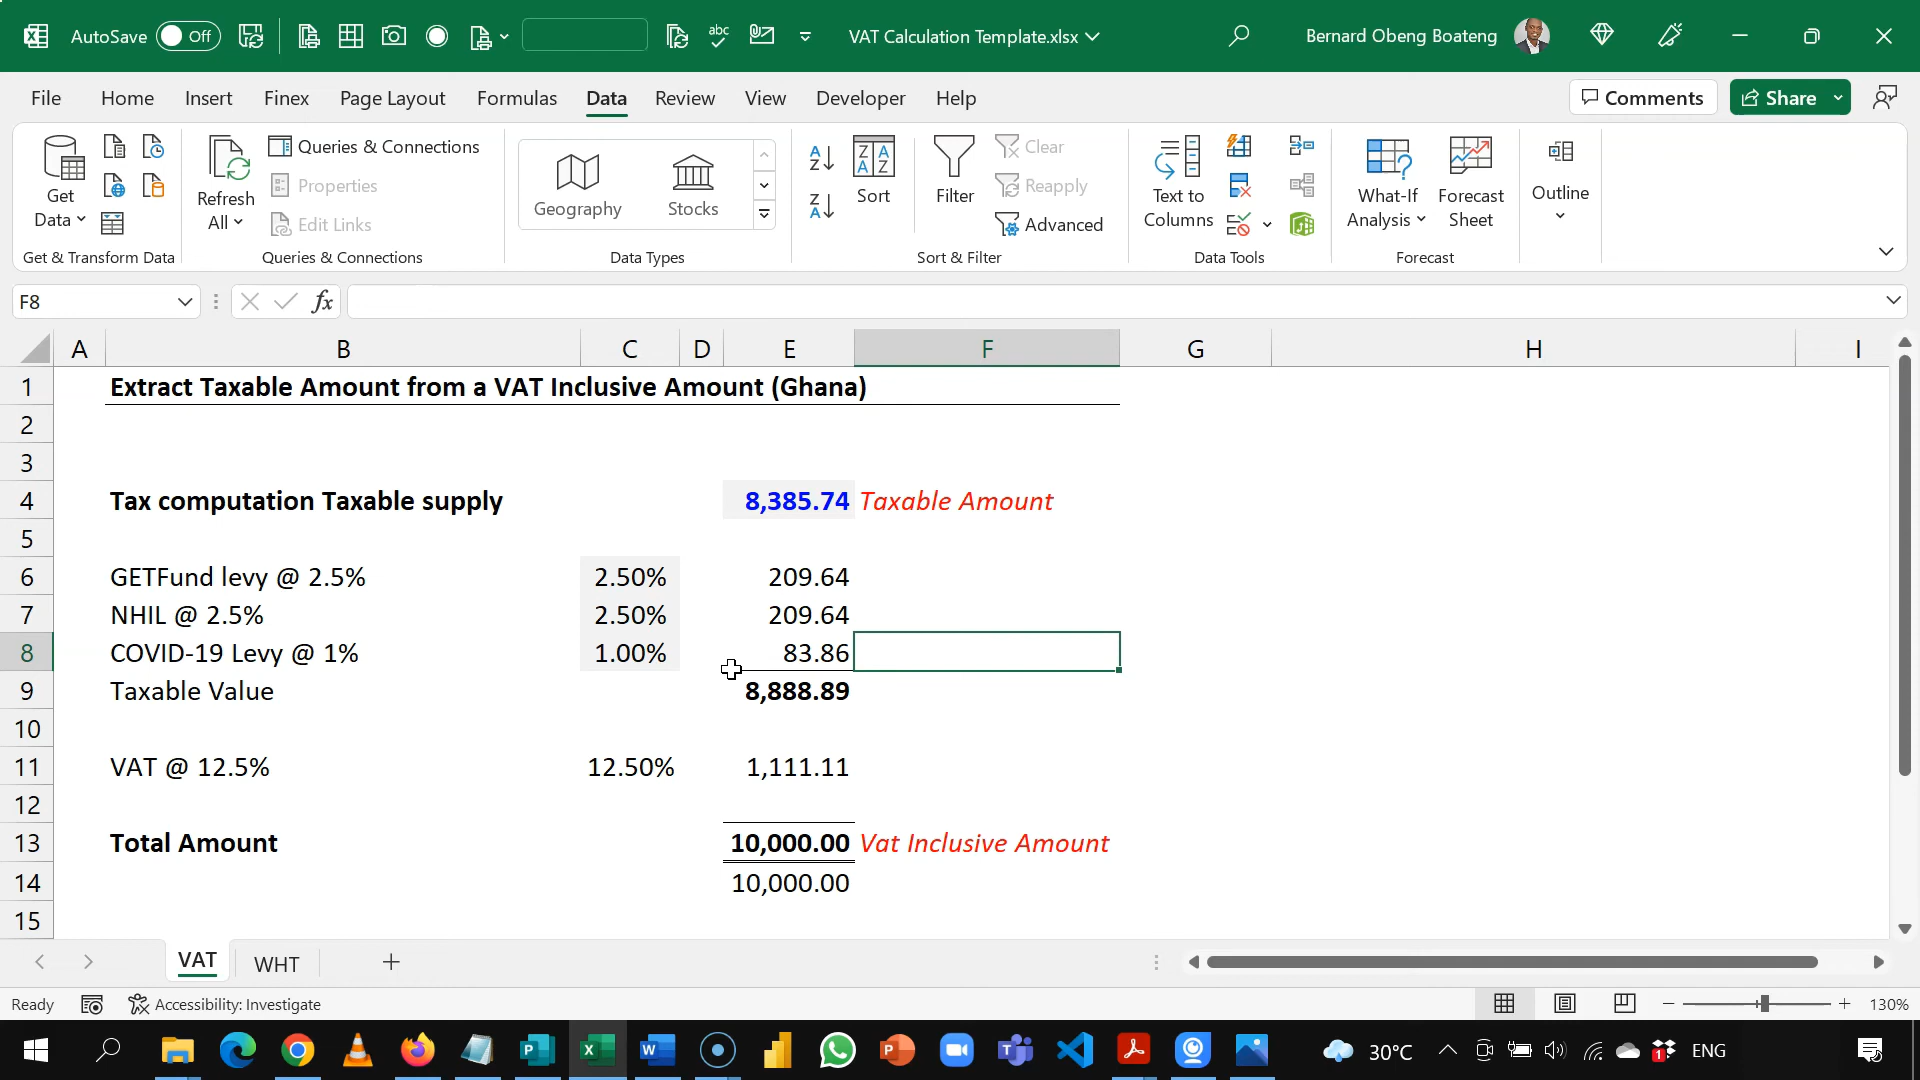 AutoSave Off VAT Calculation Template.xlsx Bernard Obeng Boateng
File Home Insert Finex Page Layout Formulas Data Review View Developer Help Comments Share
Get Data
Refresh All
Queries & Connections
Properties
Edit Links
Geography
Stocks
Sort
Filter
Clear
Reapply
Advanced
Text to Columns
What-If Analysis
Forecast Sheet
Outline
Get & Transform Data
Queries & Connections
Data Types
Sort & Filter
Data Tools
Forecast
F8 fx
A B C D E F G H I
1 Extract Taxable Amount from a VAT Inclusive Amount (Ghana)
2
3
4 Tax computation Taxable supply 8,385.74 Taxable Amount
5
6 GETFund levy @ 2.5% 2.50% 209.64
7 NHIL @ 2.5% 2.50% 209.64
8 COVID-19 Levy @ 1% 1.00% 83.86
9 Taxable Value 8,888.89
10
11 VAT @ 12.5% 12.50% 1,111.11
12
13 Total Amount 10,000.00 Vat Inclusive Amount
14 10,000.00
15
VAT WHT
Ready Accessibility: Investigate 130%
30°C ENG